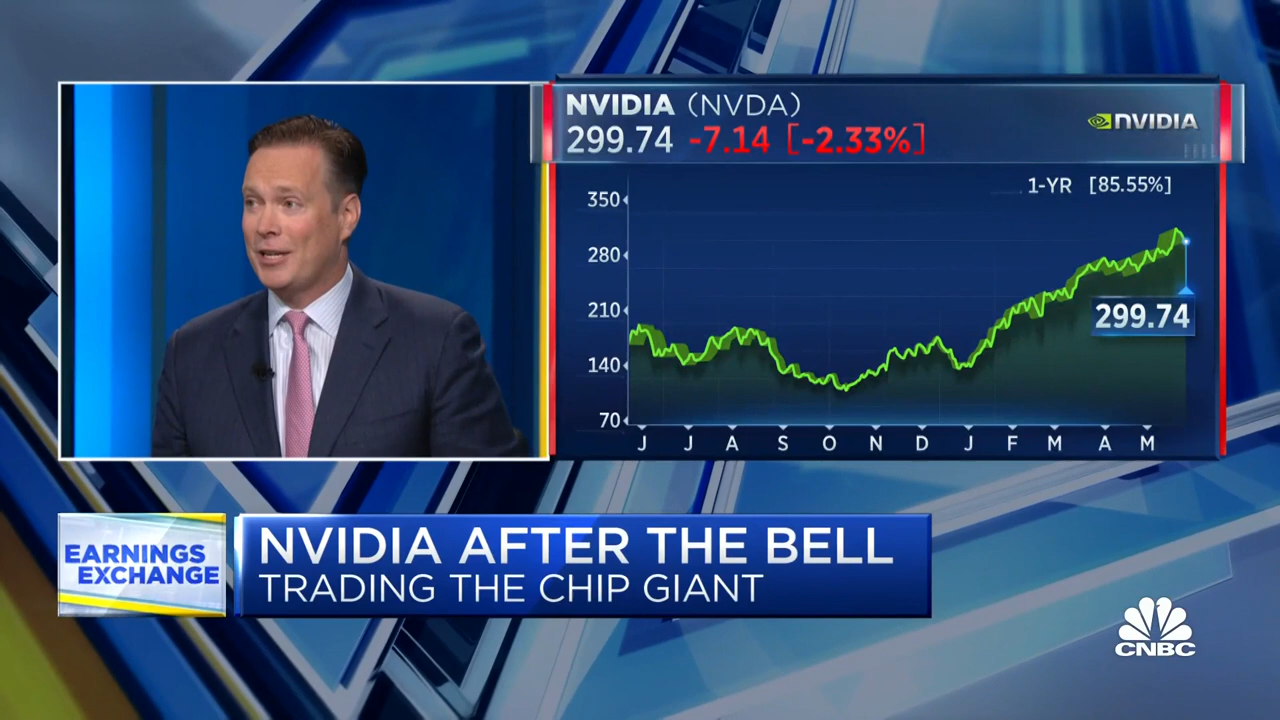 NVIDIA (NVDA)
299.74 -7.14 [-2.33%]
NVIDIA
1-YR [85.55%]
350
280
210
140
70
299.74
J J A S O N D J F M A M
EARNINGS
EXCHANGE
NVIDIA AFTER THE BELL
TRADING THE CHIP GIANT
CNBC